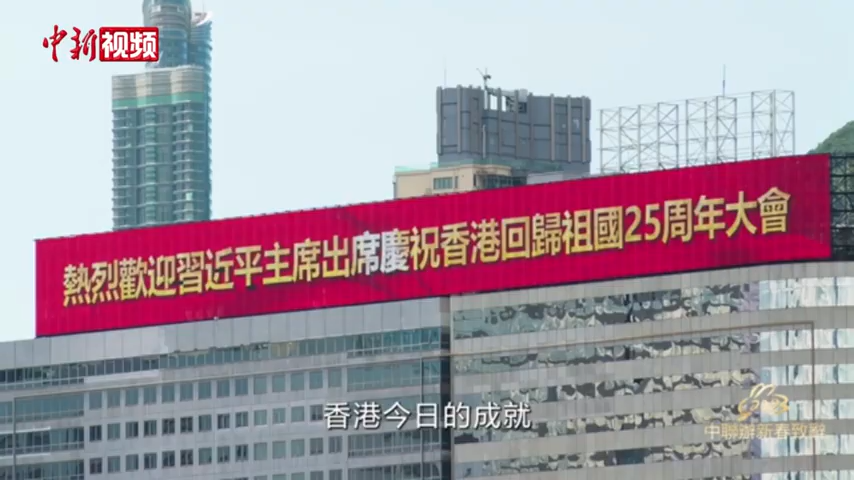 中新视频
熱烈歡迎習近平主席出席慶祝香港回歸祖國25周年大會
香港今日的成就
中聯辦新春致辭